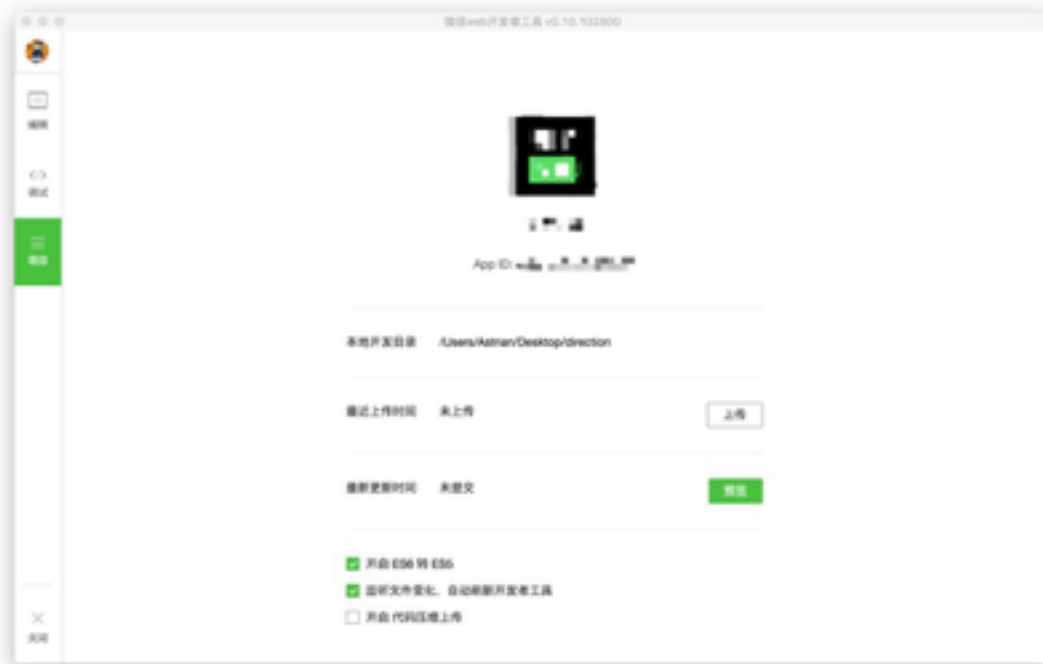 微信web开发者工具 v0.10.102800
编辑
调试
项目
App ID:
本地开发目录 /Users/Astrian/Desktop/direction
最近上传时间 未上传
上传
最新更新时间 未提交
预览
开启 ES6 转 ES5
监听文件变化，自动刷新开发者工具
开启 代码压缩上传
关闭